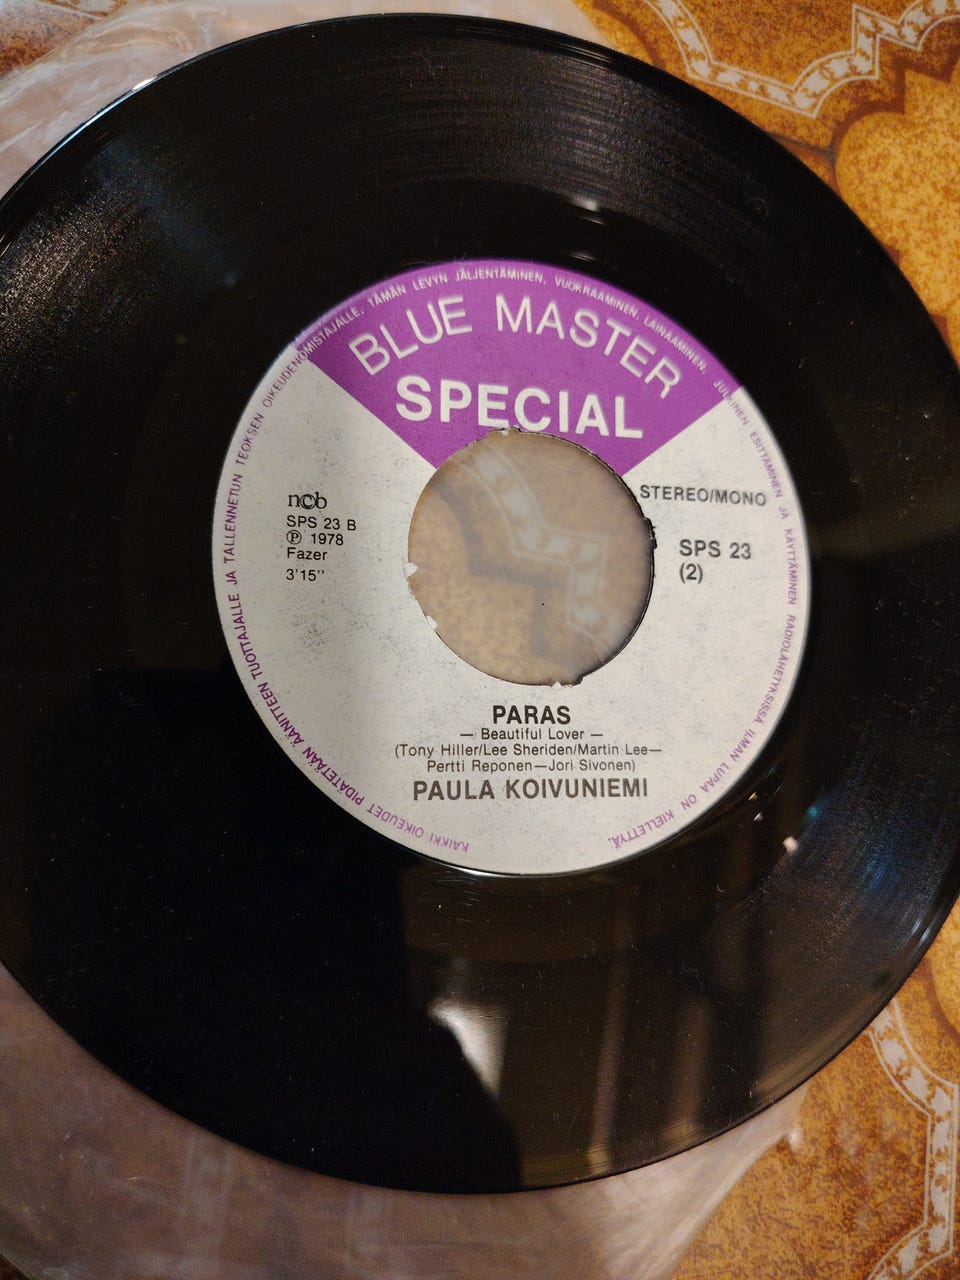 BLUE MASTER
SPECIAL
STEREO/MONO
SPS 23
(2)
ncb
SPS 23 B
Ⓟ 1978
Fazer
3'15''
PARAS
— Beautiful Lover —
(Tony Hiller/Lee Sheriden/Martin Lee—
Pertti Reponen—Jori Sivonen)
PAULA KOIVUNIEMI
KAIKKI OIKEUDET PIDÄTETÄÄN ÄÄNITTEEN TUOTTAJALLE JA TALLENNETUN TEOKSEN OIKEUDENOMISTAJALLE. TÄMÄN LEVYN JÄLJENTÄMINEN, VUOKRAAMINEN, LAINAAMINEN, JULKINEN ESITTÄMINEN JA KÄYTTÄMINEN RADIOLÄHETYKSISSÄ ILMAN LUPAA ON KIELLETTYÄ.